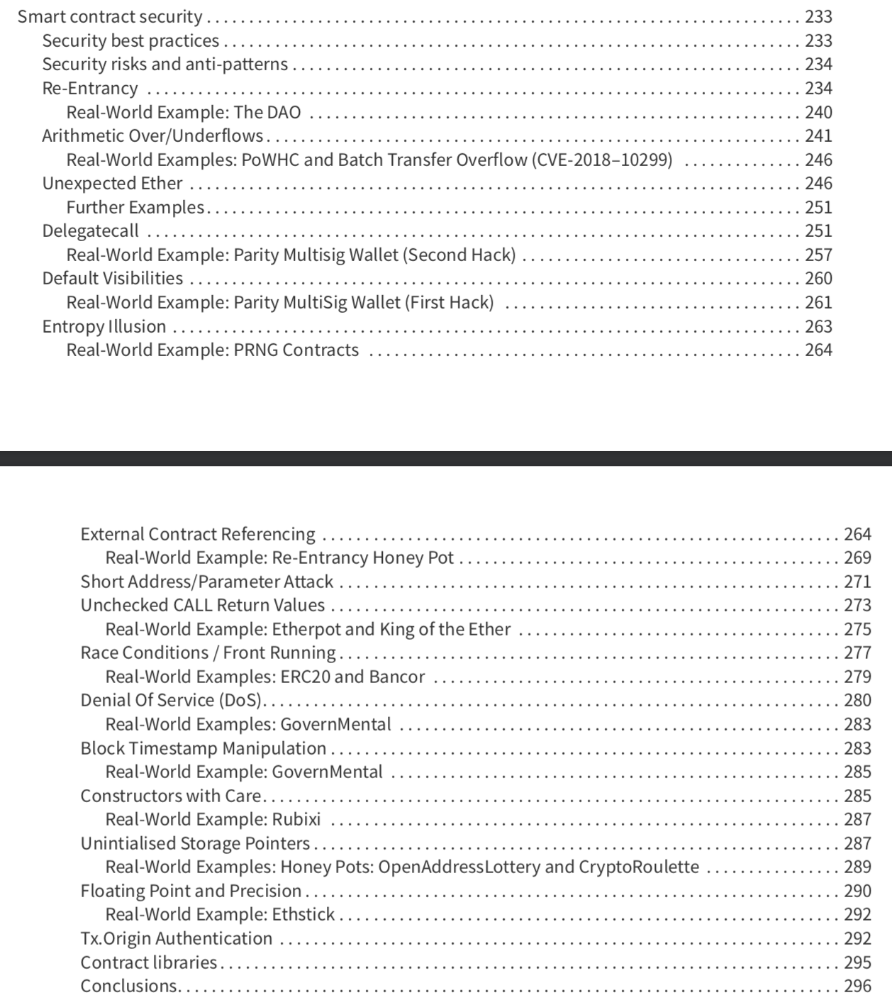 Smart contract security . . . . . . . . . . . . . . . . . . . . . . . . . . . . . . 233
Security best practices . . . . . . . . . . . . . . . . . . . . . . . . . . . . . . 233
Security risks and anti-patterns . . . . . . . . . . . . . . . . . . . . . . . . . . . . . . 234
Re-Entrancy . . . . . . . . . . . . . . . . . . . . . . . . . . . . . . 234
Real-World Example: The DAO . . . . . . . . . . . . . . . . . . . . . . . . . . . . . . 240
Arithmetic Over/Underflows . . . . . . . . . . . . . . . . . . . . . . . . . . . . . . 241
Real-World Examples: PoWHC and Batch Transfer Overflow (CVE-2018–10299) . . . . . . . . . . . . . . 246
Unexpected Ether . . . . . . . . . . . . . . . . . . . . . . . . . . . . . . 246
Further Examples . . . . . . . . . . . . . . . . . . . . . . . . . . . . . . 251
Delegatecall . . . . . . . . . . . . . . . . . . . . . . . . . . . . . . 251
Real-World Example: Parity Multisig Wallet (Second Hack) . . . . . . . . . . . . . . . . . . . . . . . . . . . . . . 257
Default Visibilities . . . . . . . . . . . . . . . . . . . . . . . . . . . . . . 260
Real-World Example: Parity MultiSig Wallet (First Hack) . . . . . . . . . . . . . . . . . . . . . . . . . . . . . . 261
Entropy Illusion . . . . . . . . . . . . . . . . . . . . . . . . . . . . . . 263
Real-World Example: PRNG Contracts . . . . . . . . . . . . . . . . . . . . . . . . . . . . . . 264
External Contract Referencing . . . . . . . . . . . . . . . . . . . . . . . . . . . . . . 264
Real-World Example: Re-Entrancy Honey Pot . . . . . . . . . . . . . . . . . . . . . . . . . . . . . . 269
Short Address/Parameter Attack . . . . . . . . . . . . . . . . . . . . . . . . . . . . . . 271
Unchecked CALL Return Values . . . . . . . . . . . . . . . . . . . . . . . . . . . . . . 273
Real-World Example: Etherpot and King of the Ether . . . . . . . . . . . . . . . . . . . . . . . . . . . . . . 275
Race Conditions / Front Running . . . . . . . . . . . . . . . . . . . . . . . . . . . . . . 277
Real-World Examples: ERC20 and Bancor . . . . . . . . . . . . . . . . . . . . . . . . . . . . . . 279
Denial Of Service (DoS) . . . . . . . . . . . . . . . . . . . . . . . . . . . . . . 280
Real-World Examples: GovernMental . . . . . . . . . . . . . . . . . . . . . . . . . . . . . . 283
Block Timestamp Manipulation . . . . . . . . . . . . . . . . . . . . . . . . . . . . . . 283
Real-World Example: GovernMental . . . . . . . . . . . . . . . . . . . . . . . . . . . . . . 285
Constructors with Care . . . . . . . . . . . . . . . . . . . . . . . . . . . . . . 285
Real-World Example: Rubixi . . . . . . . . . . . . . . . . . . . . . . . . . . . . . . 287
Unintialised Storage Pointers . . . . . . . . . . . . . . . . . . . . . . . . . . . . . . 287
Real-World Examples: Honey Pots: OpenAddressLottery and CryptoRoulette . . . . . . . . . . . . . . . . 289
Floating Point and Precision . . . . . . . . . . . . . . . . . . . . . . . . . . . . . . 290
Real-World Example: Ethstick . . . . . . . . . . . . . . . . . . . . . . . . . . . . . . 292
Tx.Origin Authentication . . . . . . . . . . . . . . . . . . . . . . . . . . . . . . 292
Contract libraries . . . . . . . . . . . . . . . . . . . . . . . . . . . . . . 295
Conclusions . . . . . . . . . . . . . . . . . . . . . . . . . . . . . . 296